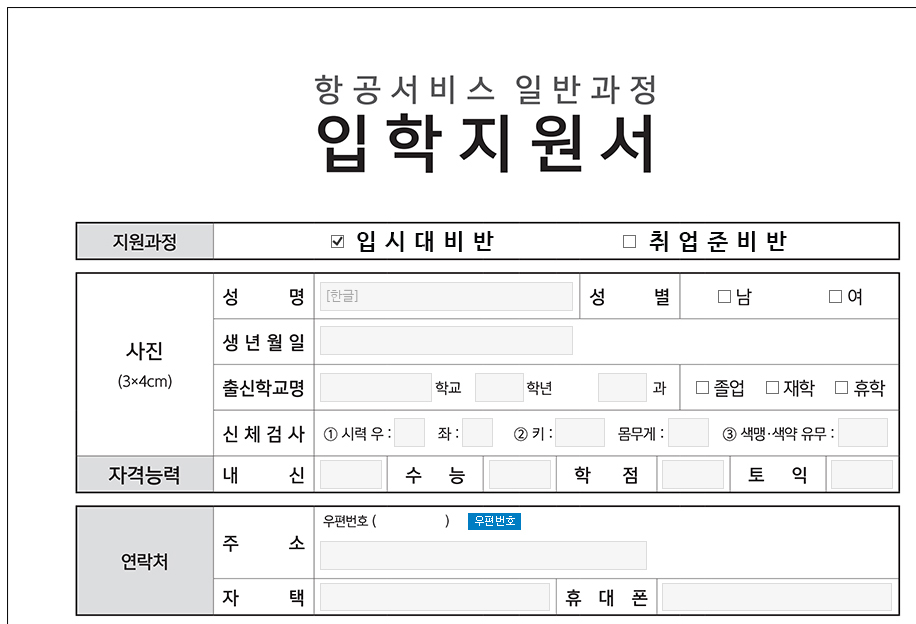 항공서비스 일반과정
입학지원서
지원과정 ☑ 입시대비반 □ 취업준비반
사진
(3×4cm)
성 명 [한글] 성 별 □남 □여
생년월일
출신학교명 학교 학년 과 □ 졸업 □ 재학 □ 휴학
신체검사 ① 시력 우 : 좌 : ② 키 : 몸무게 : ③ 색맹·색약 유무 :
자격능력 내 신 수 능 학 점 토 익
연락처
주 소 우편번호 ( ) 우편번호
자 택 휴대폰